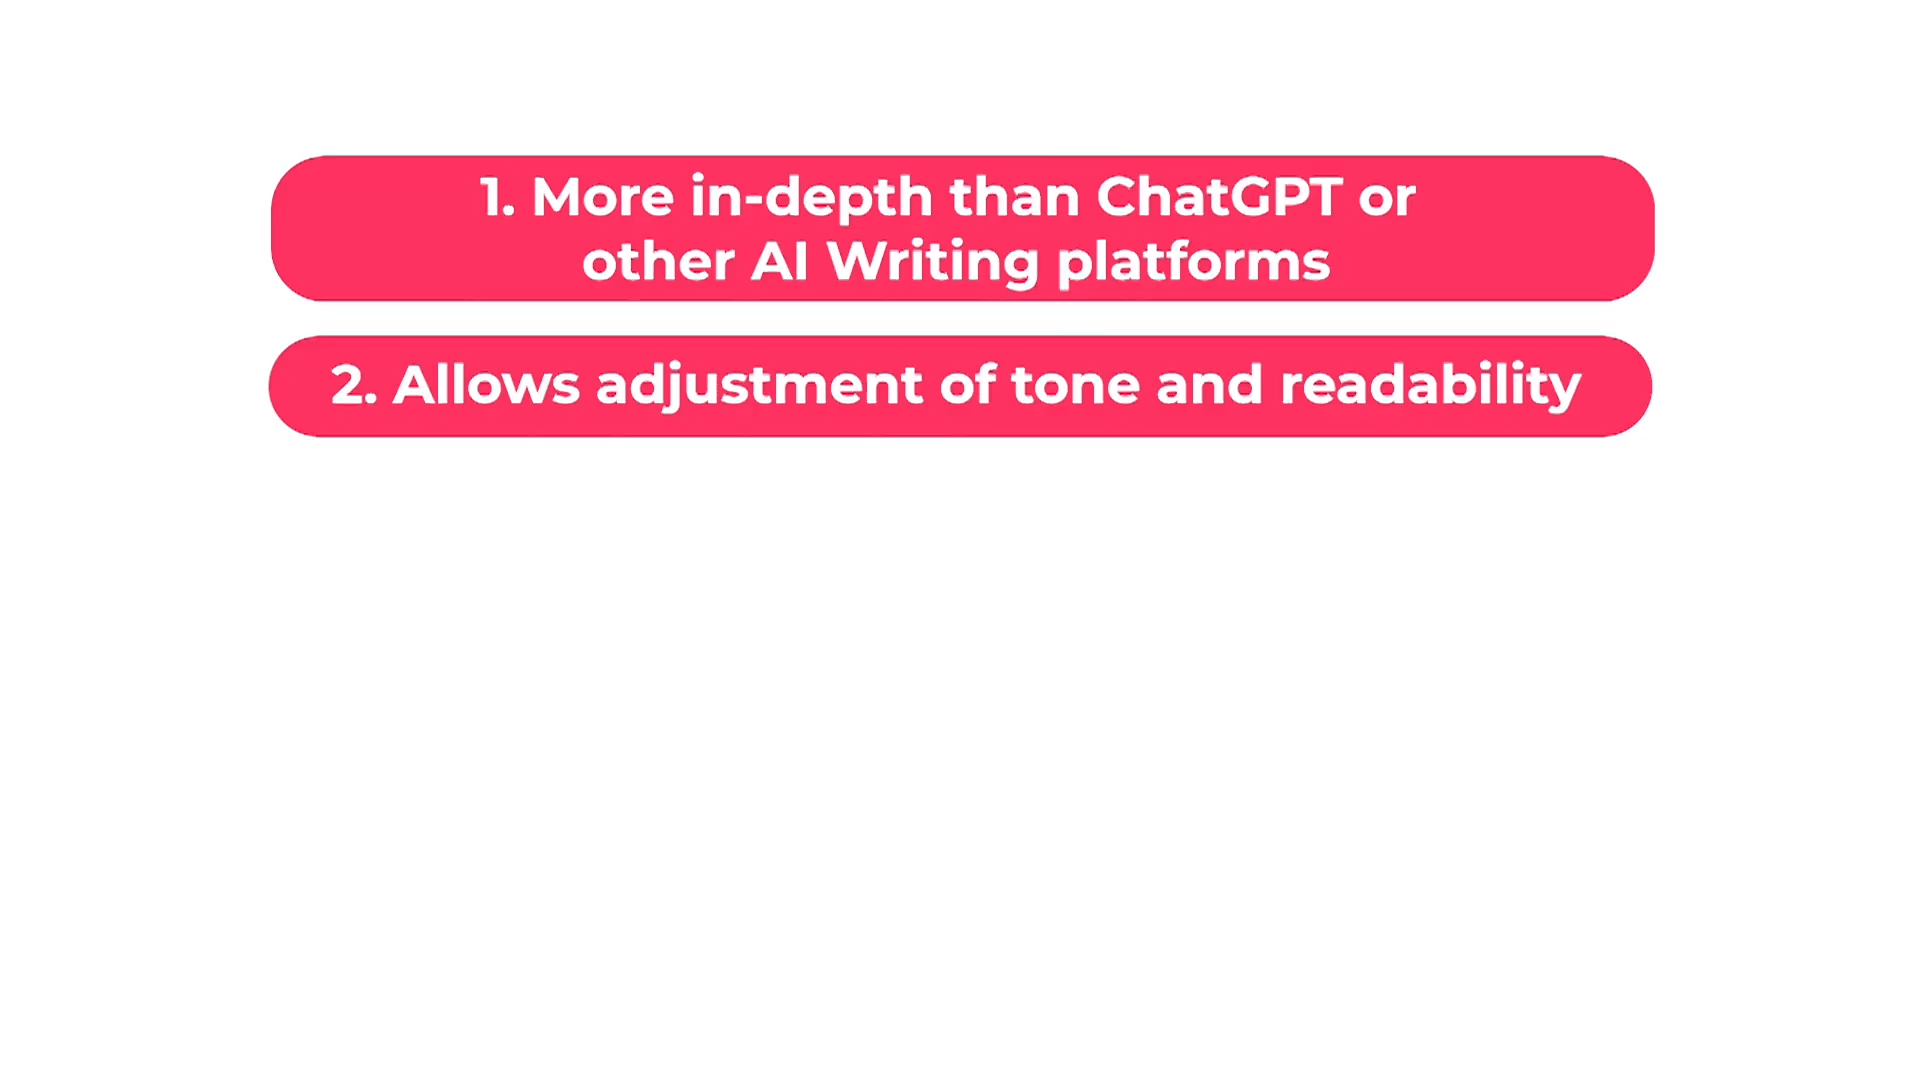 1. More in-depth than ChatGPT or
other AI Writing platforms
2. Allows adjustment of tone and readability